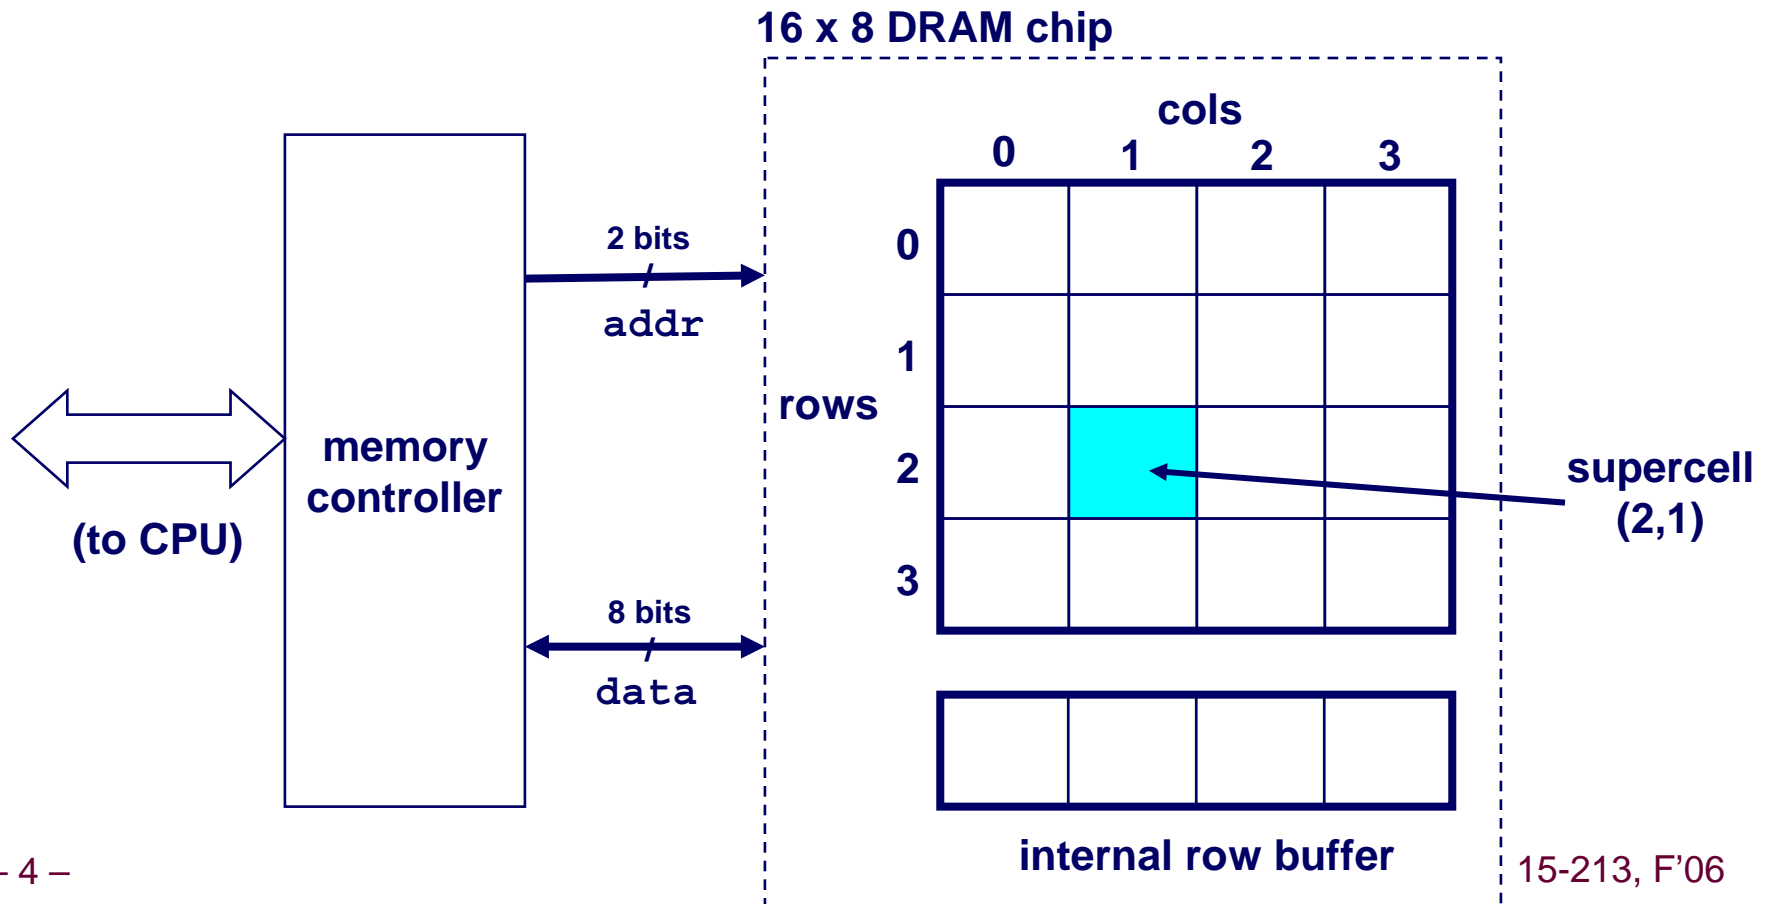 16 x 8 DRAM chip
cols
0 1 2 3
2 bits
/
addr
0
1
rows
memory
controller
(to CPU)
2
supercell
(2,1)
3
8 bits
/
data
internal row buffer
- 4 –
15-213, F’06